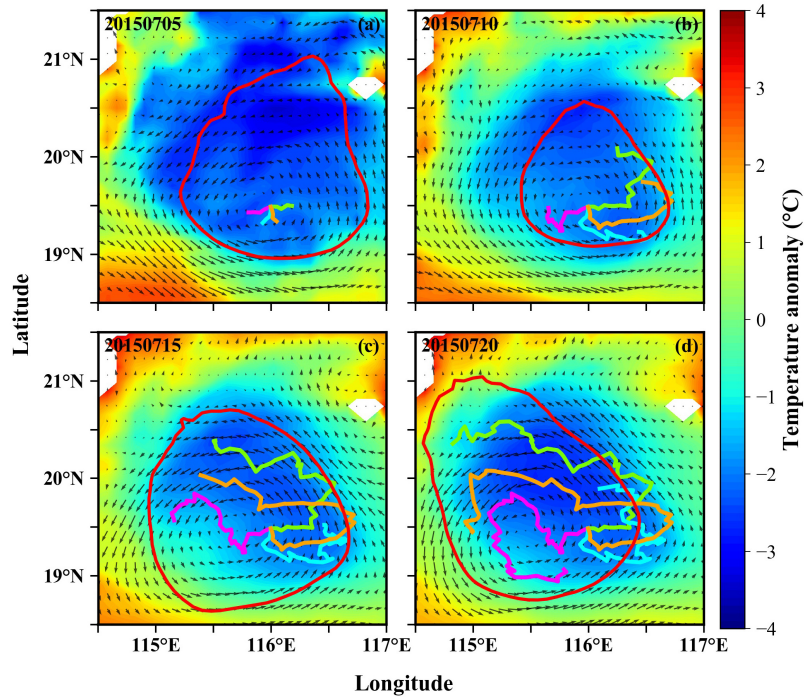 20150705
(a)
20150710
(b)
21°N
20°N
19°N
20150715
(c)
20150720
(d)
21°N
20°N
19°N
115°E
116°E
117°E
115°E
116°E
117°E
Latitude
Longitude
4
3
2
1
0
−1
−2
−3
−4
Temperature anomaly (°C)